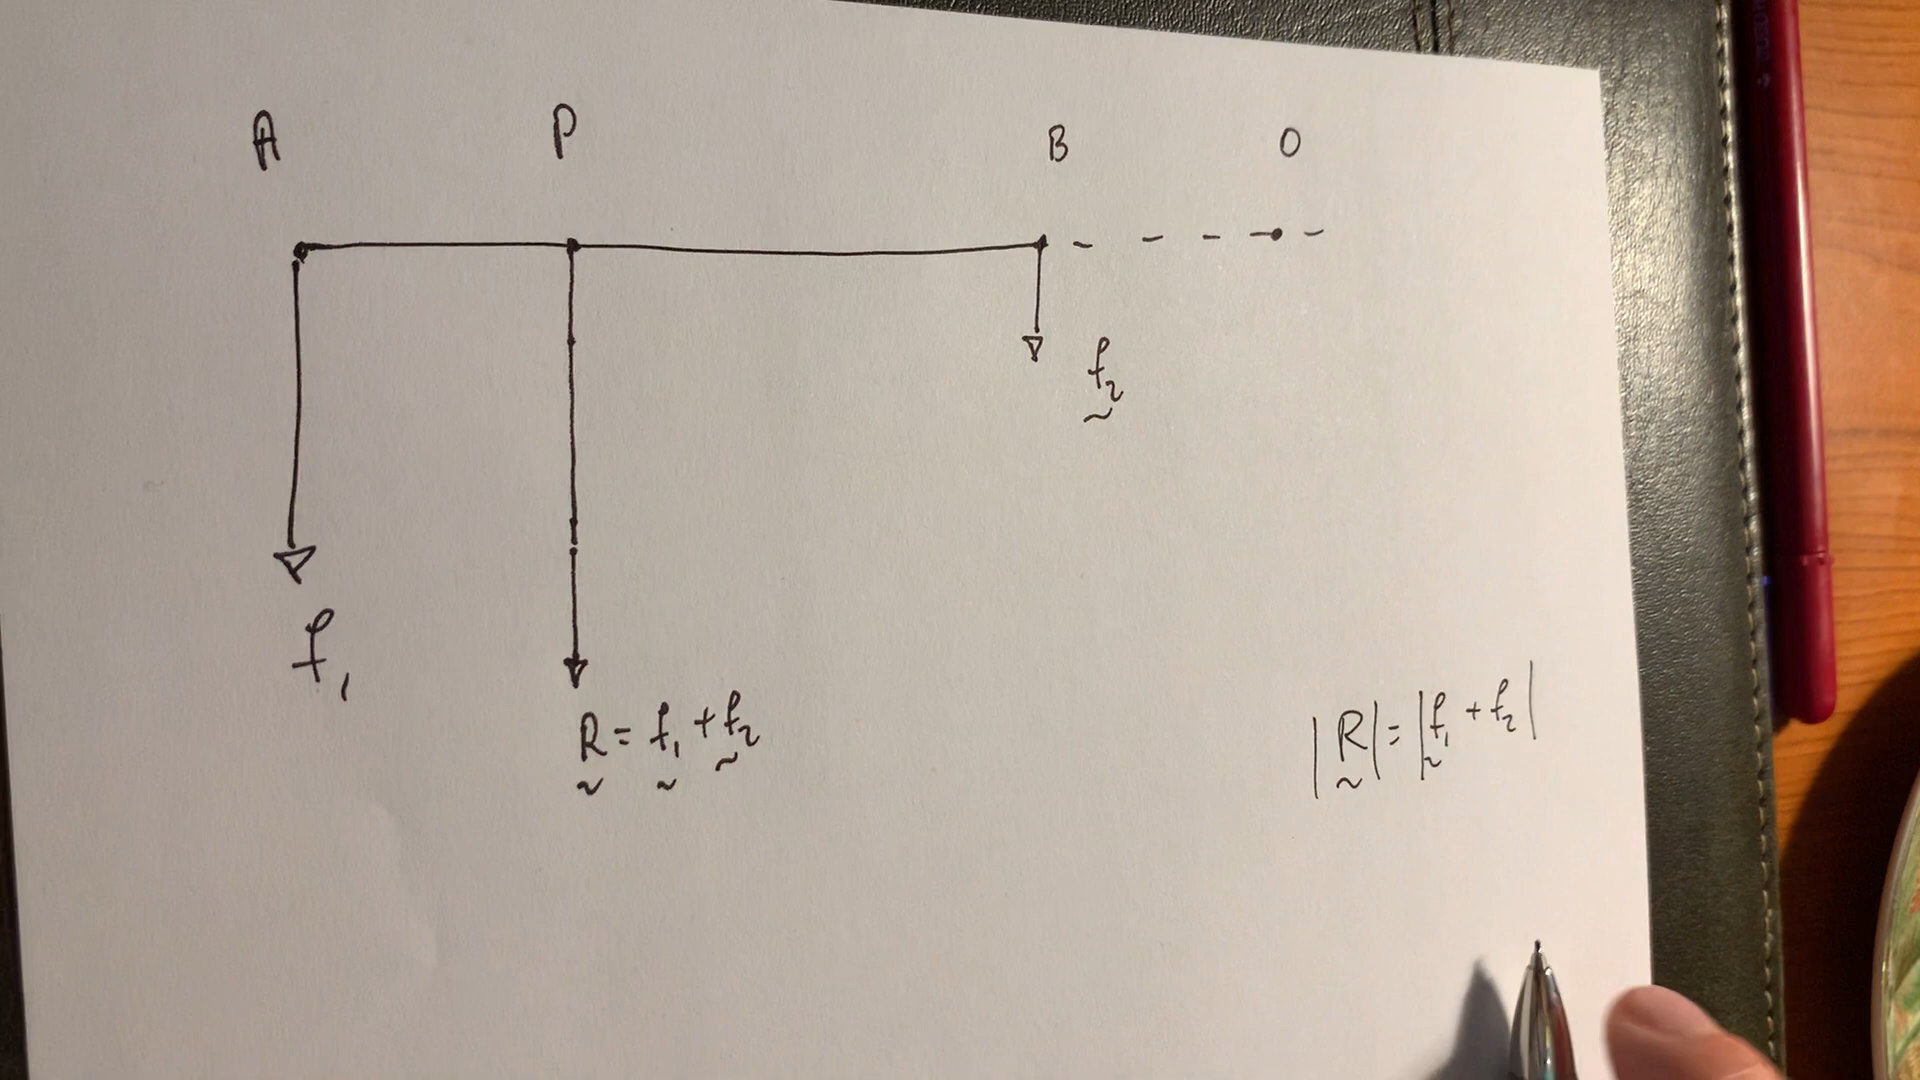 A P B O
f₂
f₁
R = f₁ + f₂
|R| = |f₁ + f₂|